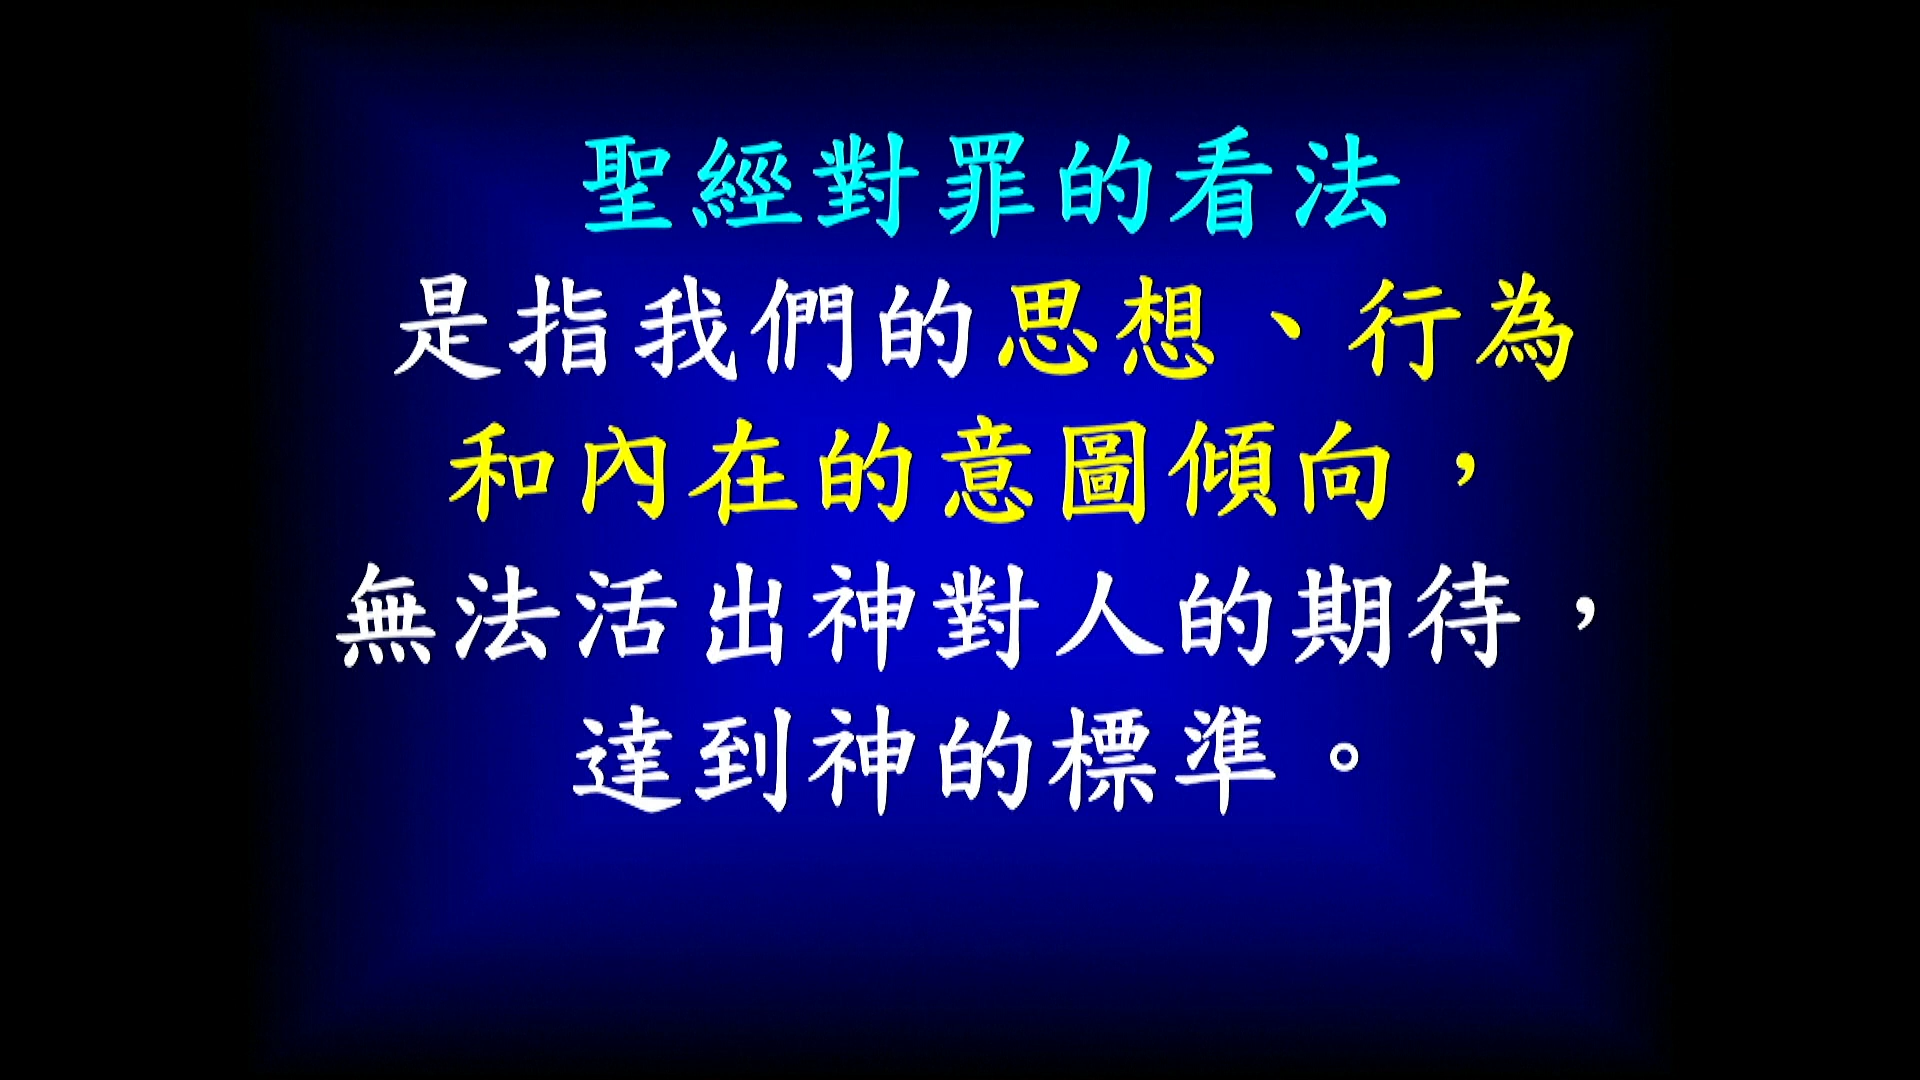 聖經對罪的看法
是指我們的思想、行為
和內在的意圖傾向，
無法活出神對人的期待，
達到神的標準。